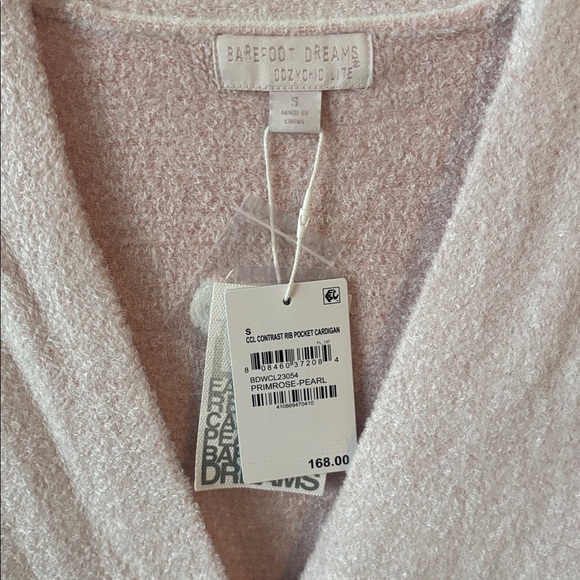 BAREFOOT DREAMS®
COZYCHIC LITE®
S
MADE IN
CHINA
S
CCL CONTRAST RIB POCKET CARDIGAN
8 08460 37208 4
BDWCL23054
PRIMROSE-PEARL
410869470410
168.00
DREAMS